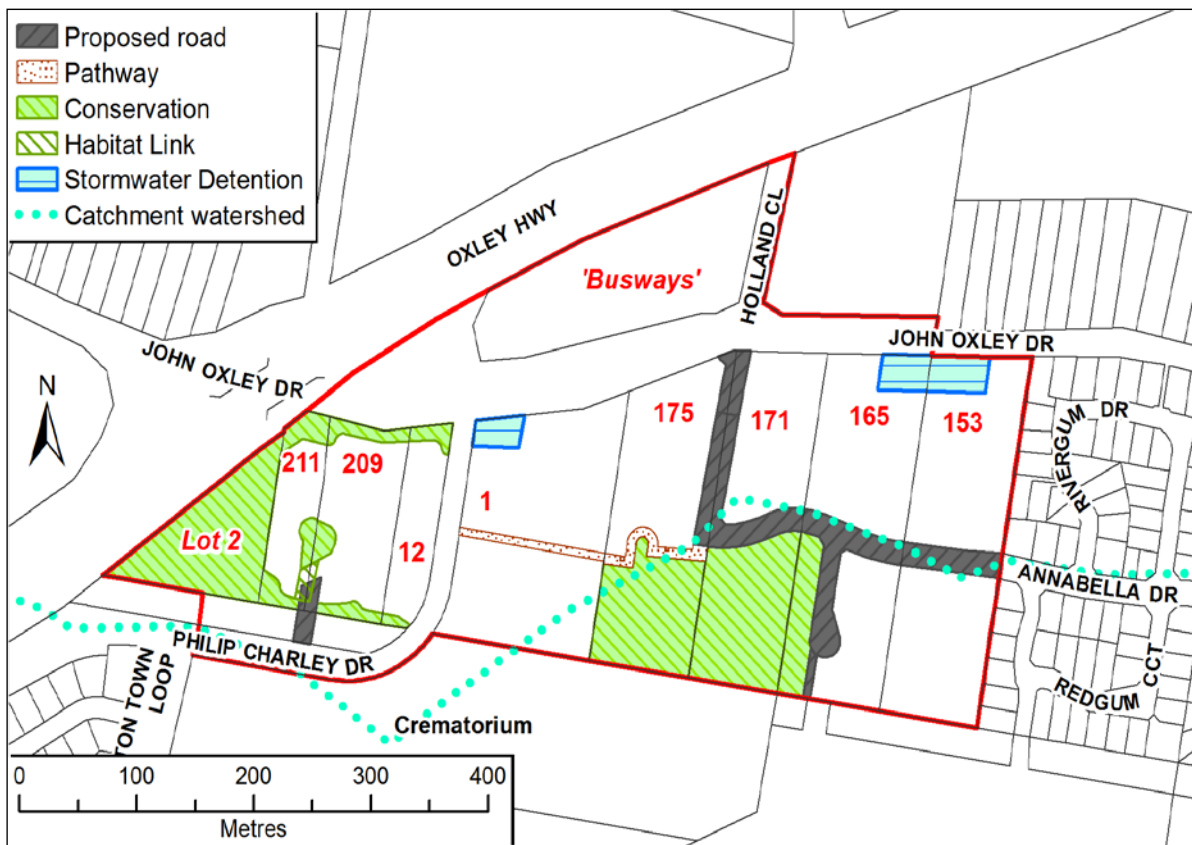 Proposed road
Pathway
Conservation
Habitat Link
Stormwater Detention
Catchment watershed
OXLEY HWY
'Busways'
HOLLAND CL
JOHN OXLEY DR
JOHN OXLEY DR
N
175
171
165
153
RIVERGUM DR
211
209
1
Lot 2
12
ANNABELLA DR
PHILIP CHARLEY DR
REDGUM CCT
TON TOWN
LOOP
Crematorium
0 100 200 300 400
Metres